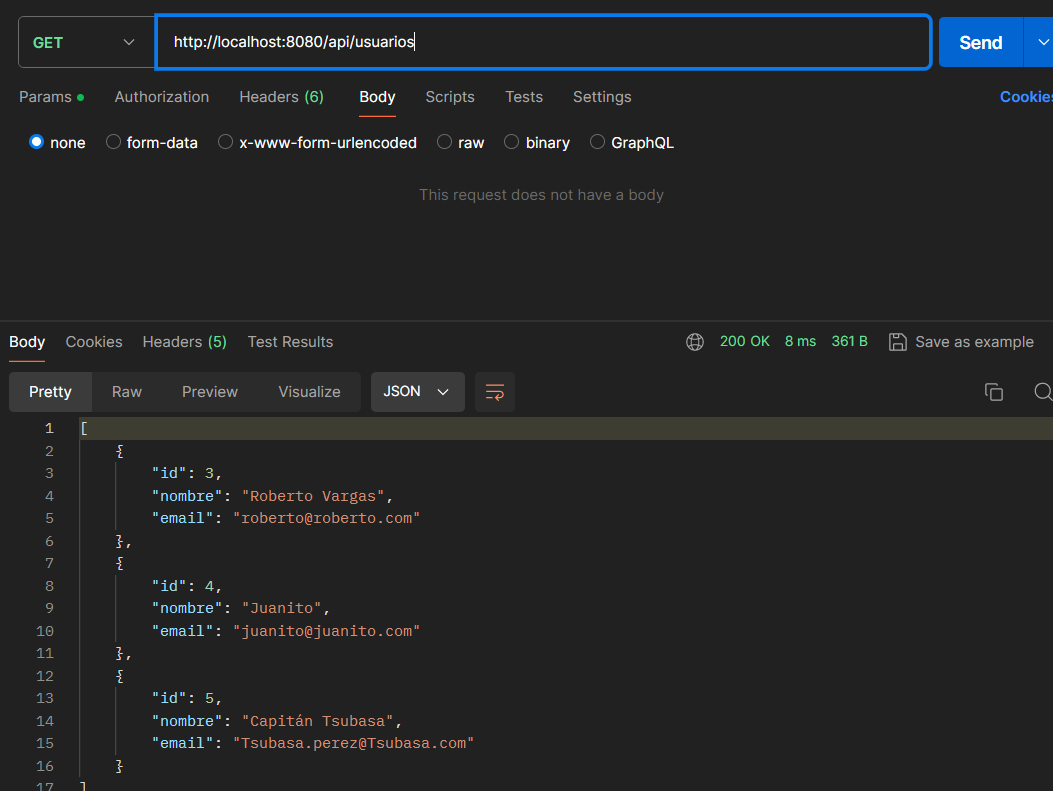 GET http://localhost:8080/api/usuarios Send
Params Authorization Headers (6) Body Scripts Tests Settings Cookies
none form-data x-www-form-urlencoded raw binary GraphQL
This request does not have a body
Body Cookies Headers (5) Test Results 200 OK 8 ms 361 B Save as example
Pretty Raw Preview Visualize JSON
1 [
2 {
3 "id": 3,
4 "nombre": "Roberto Vargas",
5 "email": "roberto@roberto.com"
6 },
7 {
8 "id": 4,
9 "nombre": "Juanito",
10 "email": "juanito@juanito.com"
11 },
12 {
13 "id": 5,
14 "nombre": "Capitán Tsubasa",
15 "email": "Tsubasa.perez@Tsubasa.com"
16 }
17 ]